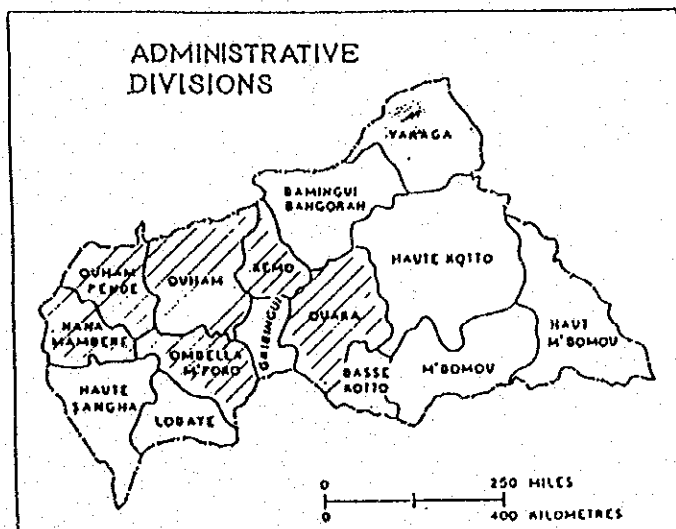 ADMINISTRATIVE
DIVISIONS
VAKAGA
BAMINGUI
BANGORAH
HAUTE KOTTO
OUHAM
PENDE
OUHAM
KEMO
OUAKA
HAUT
M'BOMOU
NANA
MAMBERE
OMBELLA
M'POKO
GRIBINGUI
BASSE
KOTTO
M'BOMOU
HAUTE
SANGHA
LOBAYE
0 250 MILES
0 400 KILOMETRES